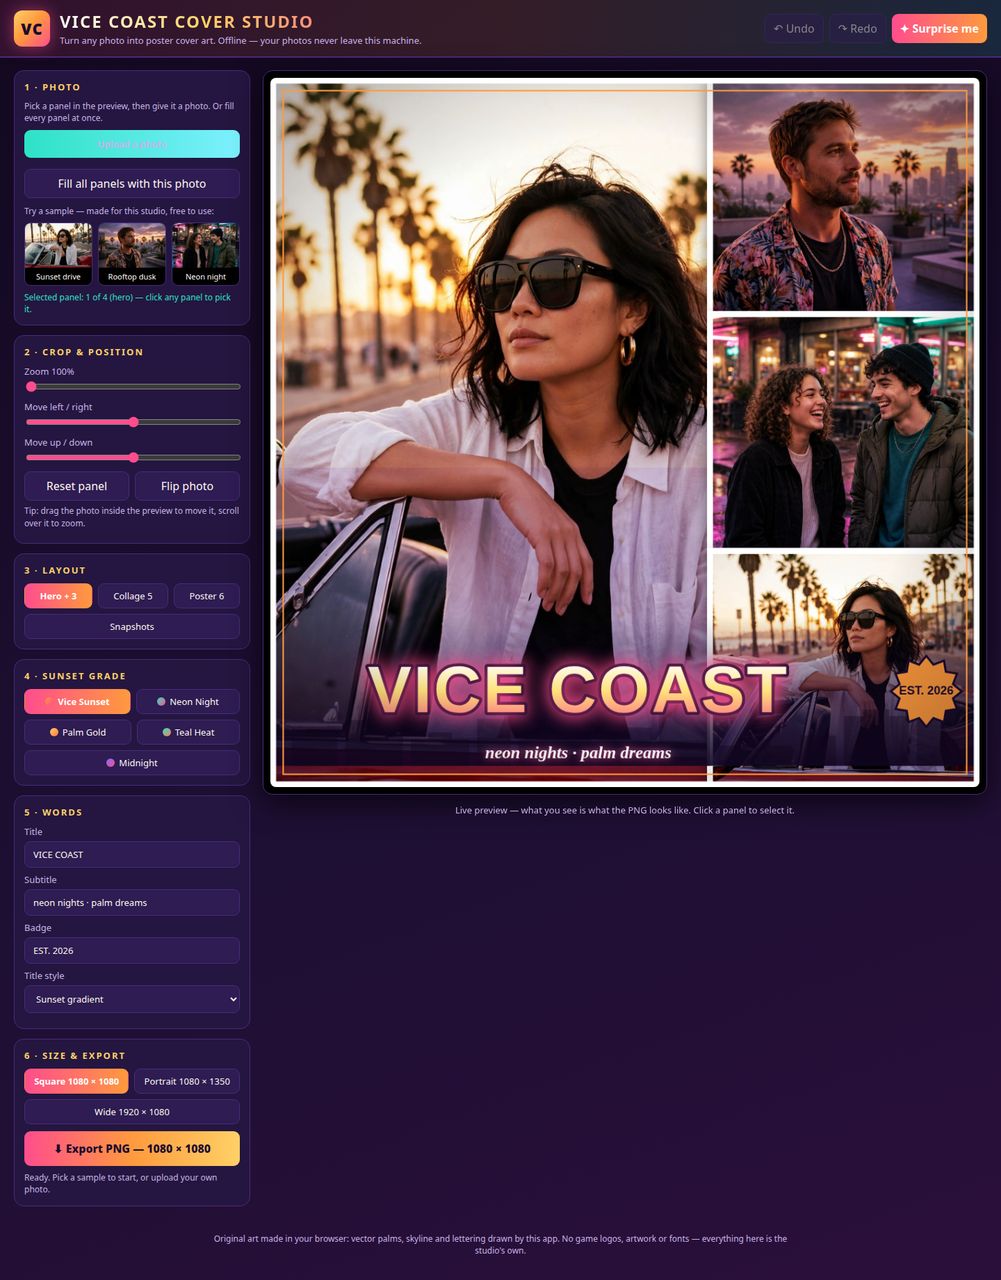 VC
VICE COAST COVER STUDIO
Turn any photo into poster cover art. Offline — your photos never leave this machine.
↶ Undo
↷ Redo
✦ Surprise me
1 · PHOTO
Pick a panel in the preview, then give it a photo. Or fill
every panel at once.
Upload a photo
Fill all panels with this photo
Try a sample — made for this studio, free to use:
Sunset drive
Rooftop dusk
Neon night
Selected panel: 1 of 4 (hero) — click any panel to pick
it.
2 · CROP & POSITION
Zoom 100%
Move left / right
Move up / down
Reset panel
Flip photo
Tip: drag the photo inside the preview to move it, scroll
over it to zoom.
3 · LAYOUT
Hero + 3
Collage 5
Poster 6
Snapshots
4 · SUNSET GRADE
Vice Sunset
Neon Night
Palm Gold
Teal Heat
Midnight
5 · WORDS
Title
VICE COAST
Subtitle
neon nights · palm dreams
Badge
EST. 2026
Title style
Sunset gradient
6 · SIZE & EXPORT
Square 1080 × 1080
Portrait 1080 × 1350
Wide 1920 × 1080
⬇ Export PNG — 1080 × 1080
Ready. Pick a sample to start, or upload your own
photo.
VICE COAST
EST. 2026
neon nights · palm dreams
Live preview — what you see is what the PNG looks like. Click a panel to select it.
Original art made in your browser: vector palms, skyline and lettering drawn by this app. No game logos, artwork or fonts — everything here is the
studio's own.